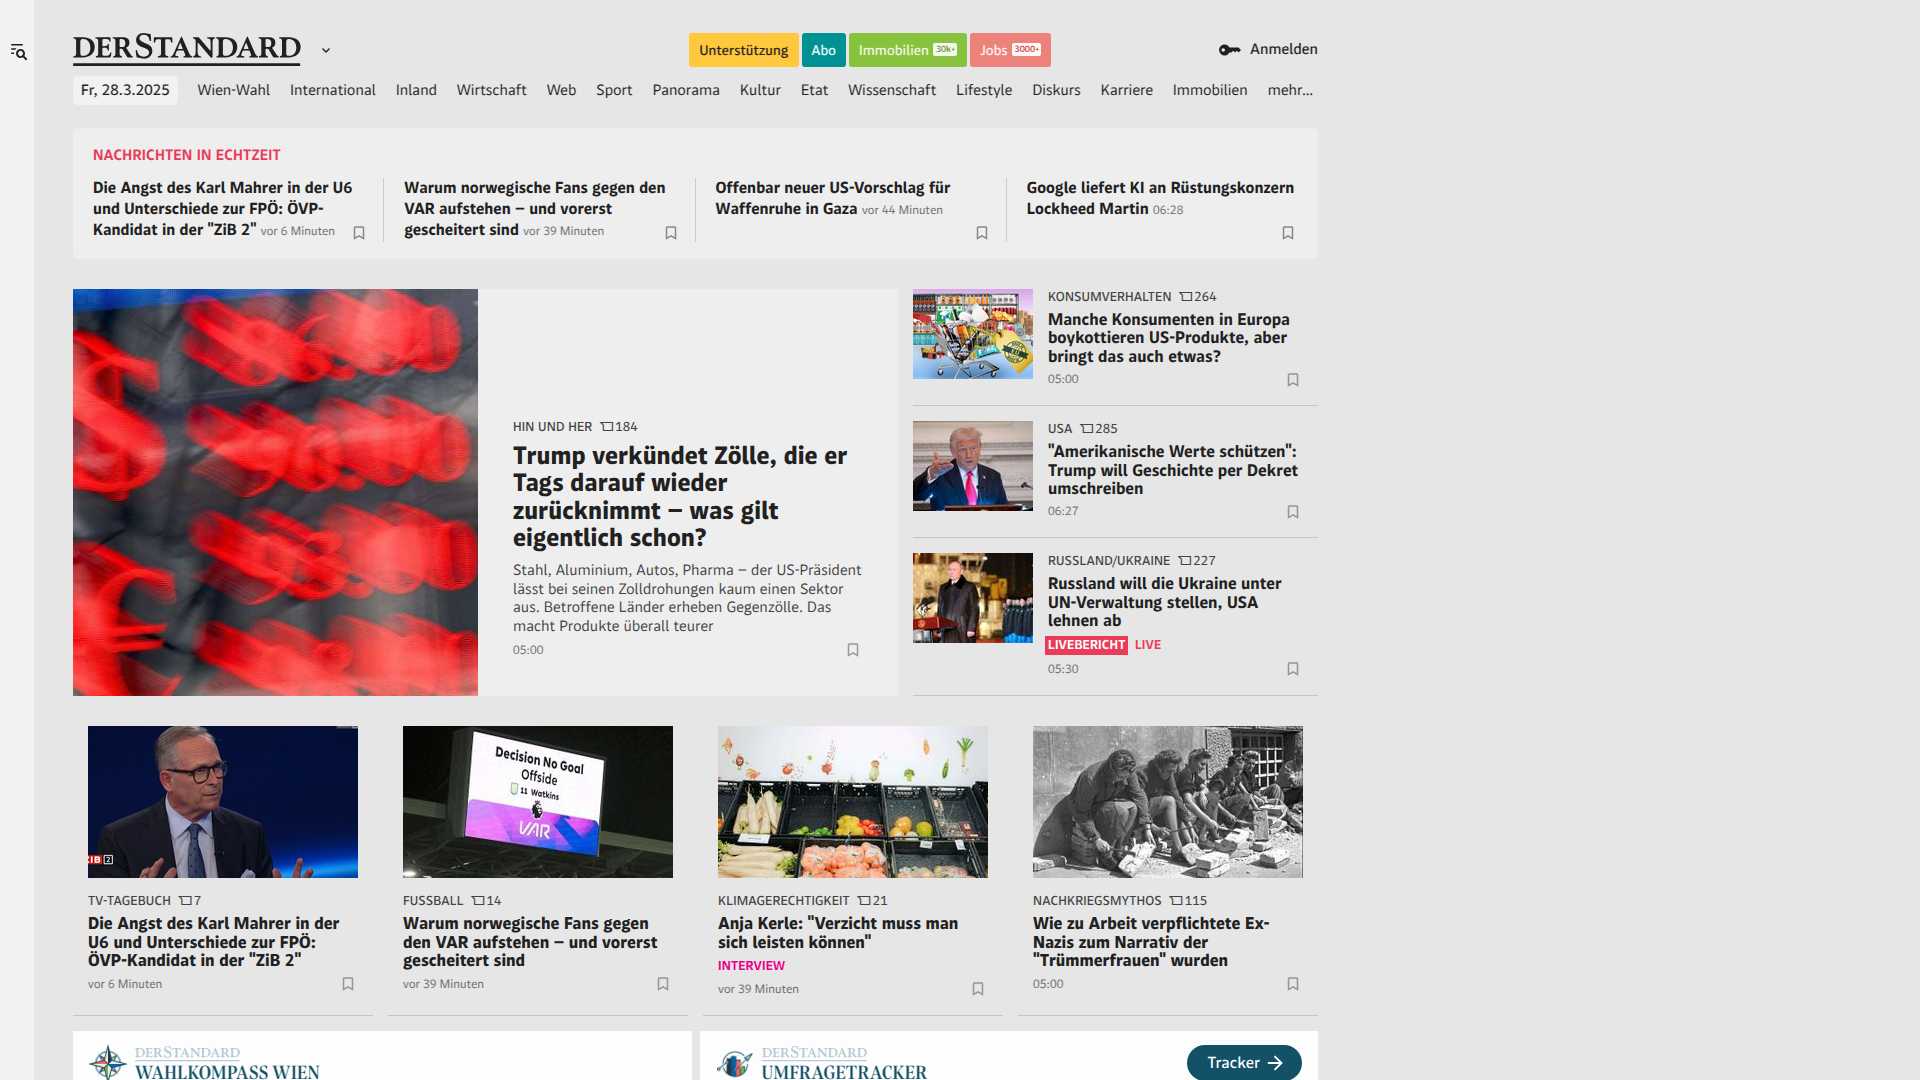 DERSTANDARD
Unterstützung
Abo
Immobilien 30k+
Jobs 3000+
Anmelden
Fr, 28.3.2025
Wien-Wahl
International
Inland
Wirtschaft
Web
Sport
Panorama
Kultur
Etat
Wissenschaft
Lifestyle
Diskurs
Karriere
Immobilien
mehr...
NACHRICHTEN IN ECHTZEIT
Die Angst des Karl Mahrer in der U6
und Unterschiede zur FPÖ: ÖVP-
Kandidat in der "ZiB 2" vor 6 Minuten
Warum norwegische Fans gegen den
VAR aufstehen – und vorerst
gescheitert sind vor 39 Minuten
Offenbar neuer US-Vorschlag für
Waffenruhe in Gaza vor 44 Minuten
Google liefert KI an Rüstungskonzern
Lockheed Martin 06:28
HIN UND HER 184
Trump verkündet Zölle, die er
Tags darauf wieder
zurücknimmt – was gilt
eigentlich schon?
Stahl, Aluminium, Autos, Pharma – der US-Präsident
lässt bei seinen Zolldrohungen kaum einen Sektor
aus. Betroffene Länder erheben Gegenzölle. Das
macht Produkte überall teurer
05:00
KONSUMVERHALTEN 264
Manche Konsumenten in Europa
boykottieren US-Produkte, aber
bringt das auch etwas?
05:00
USA 285
"Amerikanische Werte schützen":
Trump will Geschichte per Dekret
umschreiben
06:27
RUSSLAND/UKRAINE 227
Russland will die Ukraine unter
UN-Verwaltung stellen, USA
lehnen ab
LIVEBERICHT LIVE
05:30
ZIB 2
TV-TAGEBUCH 7
Die Angst des Karl Mahrer in der
U6 und Unterschiede zur FPÖ:
ÖVP-Kandidat in der "ZiB 2"
vor 6 Minuten
Decision No Goal
Offside
11 Watkins
VAR
FUSSBALL 14
Warum norwegische Fans gegen
den VAR aufstehen – und vorerst
gescheitert sind
vor 39 Minuten
KLIMAGERECHTIGKEIT 21
Anja Kerle: "Verzicht muss man
sich leisten können"
INTERVIEW
vor 39 Minuten
NACHKRIEGSMYTHOS 115
Wie zu Arbeit verpflichtete Ex-
Nazis zum Narrativ der
"Trümmerfrauen" wurden
05:00
DERSTANDARD
WAHLKOMPASS WIEN
DERSTANDARD
UMFRAGETRACKER
Tracker